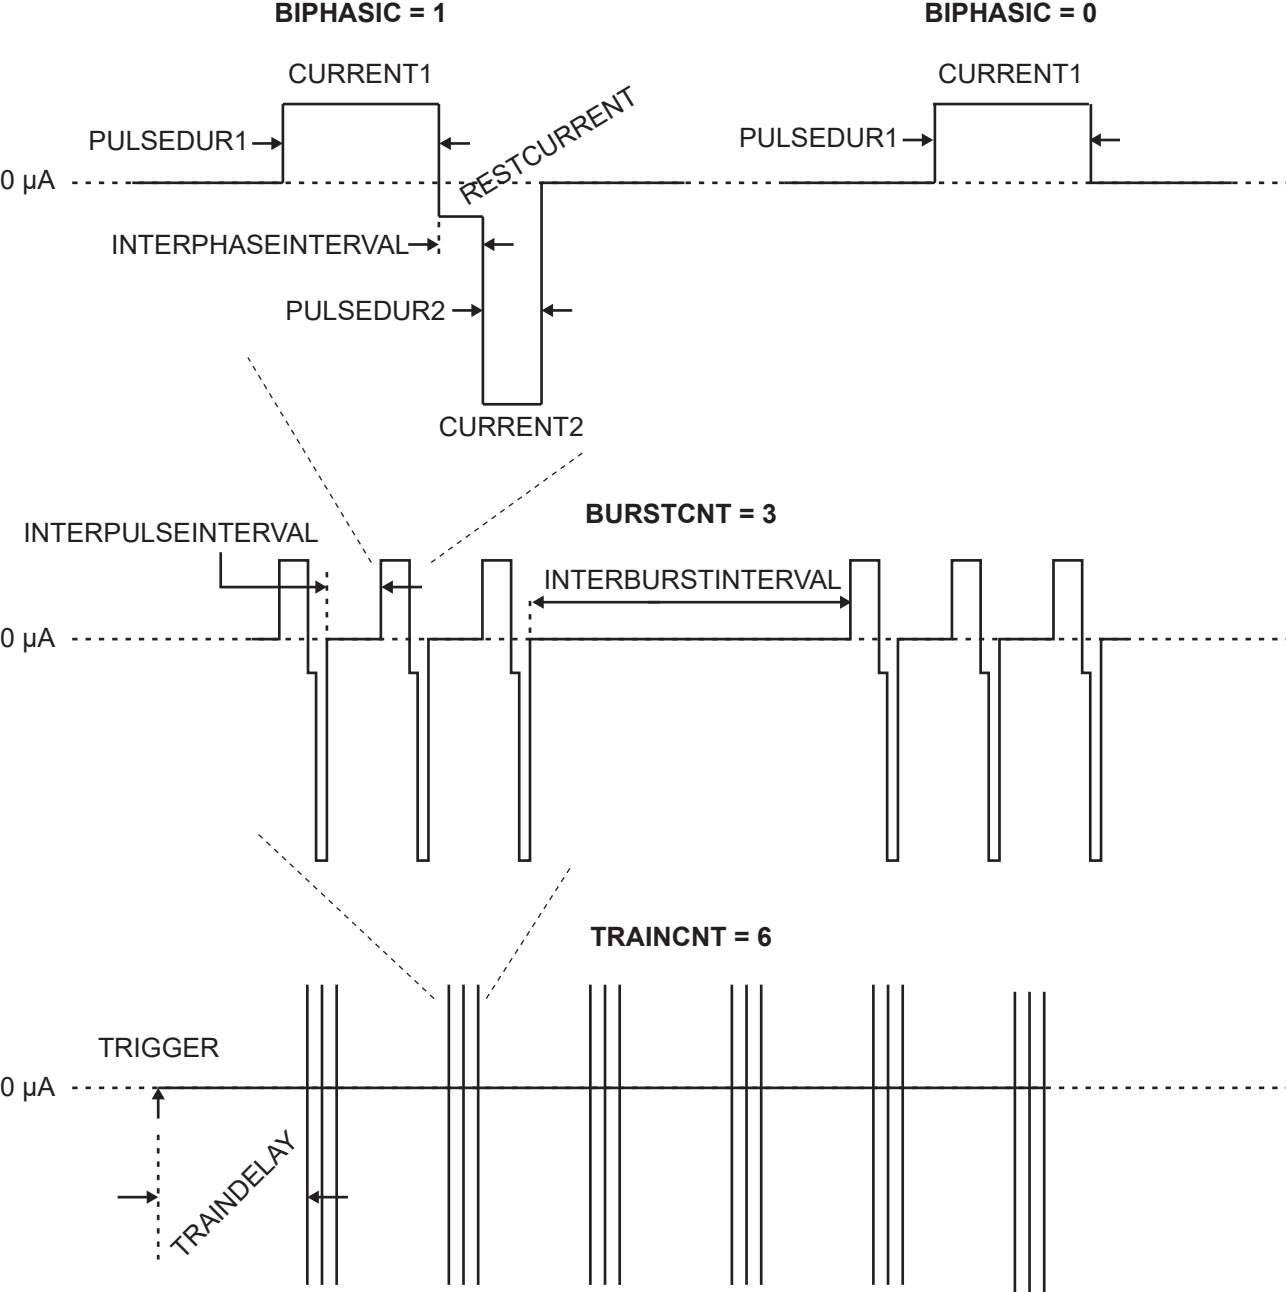 BIPHASIC = 1
BIPHASIC = 0
CURRENT1
CURRENT1
PULSEDUR1
RESTCURRENT
PULSEDUR1
0 µA
INTERPHASEINTERVAL
PULSEDUR2
CURRENT2
BURSTCNT = 3
INTERPULSEINTERVAL
INTERBURSTINTERVAL
0 µA
TRAINCNT = 6
TRIGGER
0 µA
TRAINDELAY